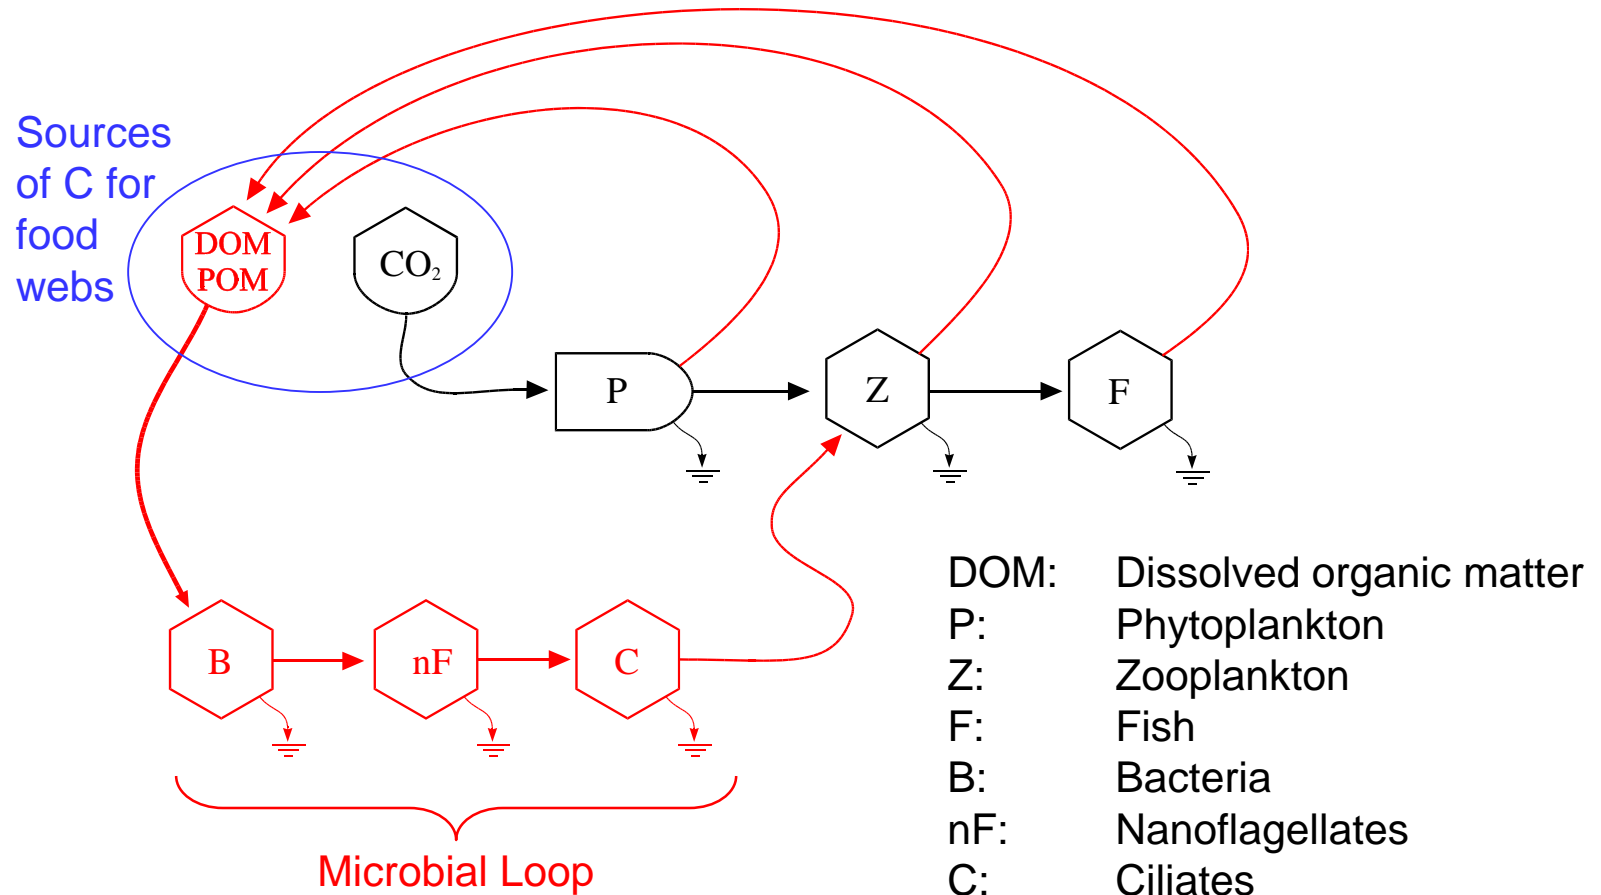 Sources
of C for
food
webs
DOM
POM
CO₂
P
Z
F
B
nF
C
Microbial Loop
DOM: Dissolved organic matter
P: Phytoplankton
Z: Zooplankton
F: Fish
B: Bacteria
nF: Nanoflagellates
C: Ciliates